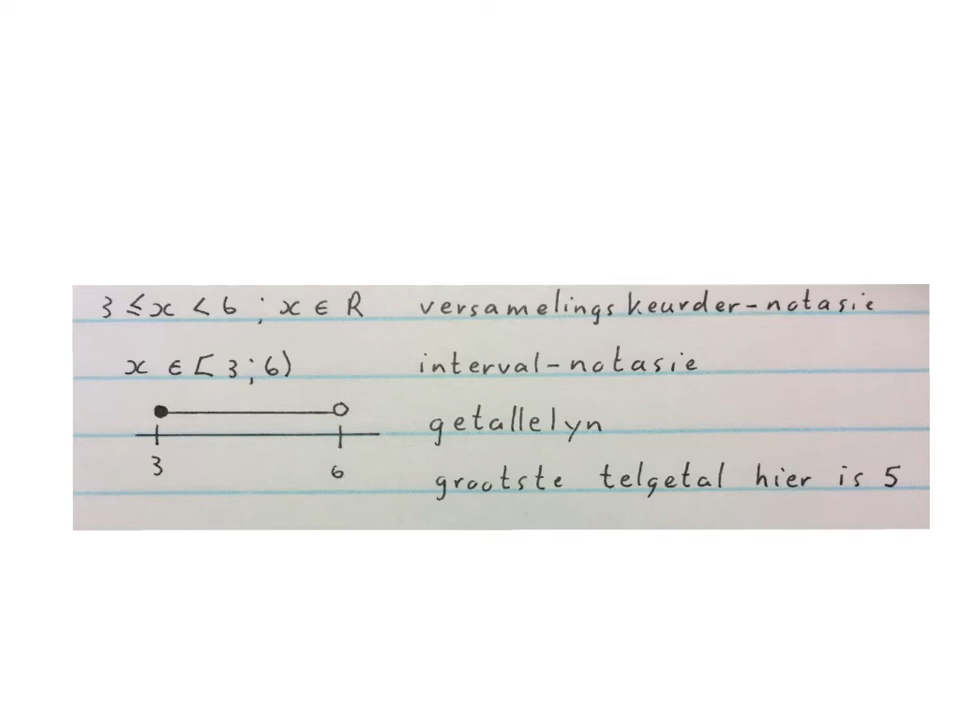 3 ≤ x < 6 ; x ∈ R versamelingskeurder-notasie
x ∈ [ 3 ; 6 ) interval-notasie
getallelyn
3 6
grootste telgetal hier is 5